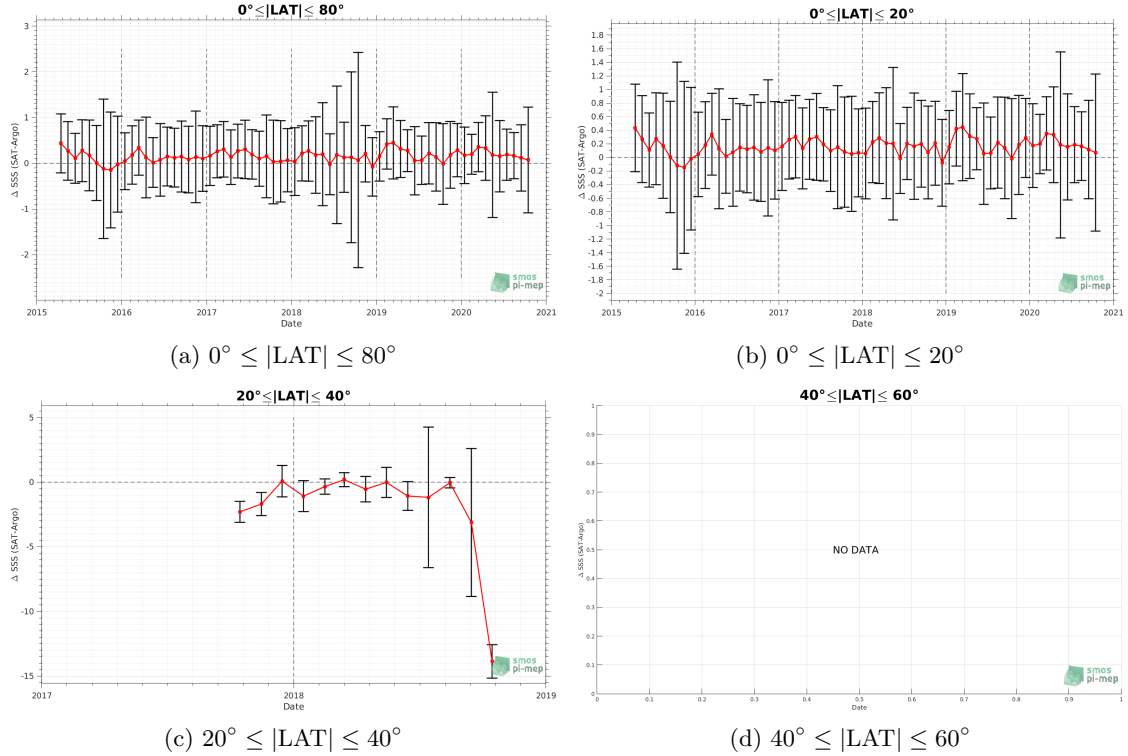 0°≤|LAT|≤ 80°
3
2
1
0
-1
-2
Δ SSS (SAT-Argo)
2015 2016 2017 2018 2019 2020 2021
Date
smos
pi-mep
(a) 0° ≤ |LAT| ≤ 80°
0°≤|LAT|≤ 20°
1.8
1.6
1.4
1.2
1
0.8
0.6
0.4
0.2
0
-0.2
-0.4
-0.6
-0.8
-1
-1.2
-1.4
-1.6
-1.8
-2
Δ SSS (SAT-Argo)
2015 2016 2017 2018 2019 2020 2021
Date
smos
pi-mep
(b) 0° ≤ |LAT| ≤ 20°
20°≤|LAT|≤ 40°
5
0
-5
-10
-15
Δ SSS (SAT-Argo)
2017 2018 2019
Date
smos
pi-mep
(c) 20° ≤ |LAT| ≤ 40°
40°≤|LAT|≤ 60°
1
0.9
0.8
0.7
0.6
0.5
0.4
0.3
0.2
0.1
0
Δ SSS (SAT-Argo)
NO DATA
0 0.1 0.2 0.3 0.4 0.5 0.6 0.7 0.8 0.9 1
Date
smos
pi-mep
(d) 40° ≤ |LAT| ≤ 60°